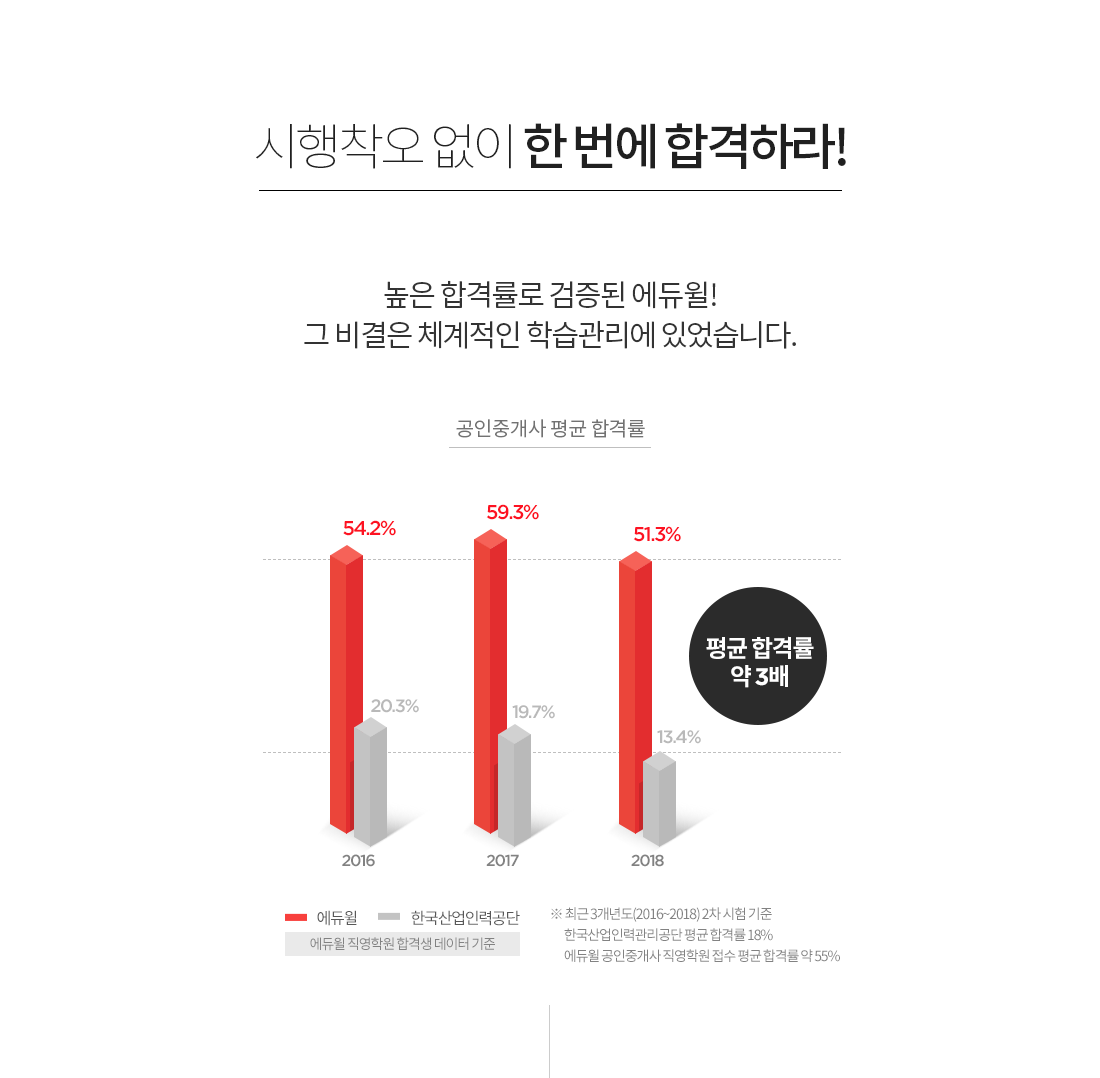 시행착오 없이 한 번에 합격하라!
높은 합격률로 검증된 에듀윌!
그 비결은 체계적인 학습관리에 있었습니다.
공인중개사 평균 합격률
54.2%
59.3%
51.3%
평균 합격률
약 3배
20.3%
19.7%
13.4%
2016
2017
2018
에듀윌
한국산업인력공단
에듀윌 직영학원 합격생 데이터 기준
※ 최근 3개년도(2016~2018) 2차 시험 기준
한국산업인력관리공단 평균 합격률 18%
에듀윌 공인중개사 직영학원 접수 평균 합격률 약 55%